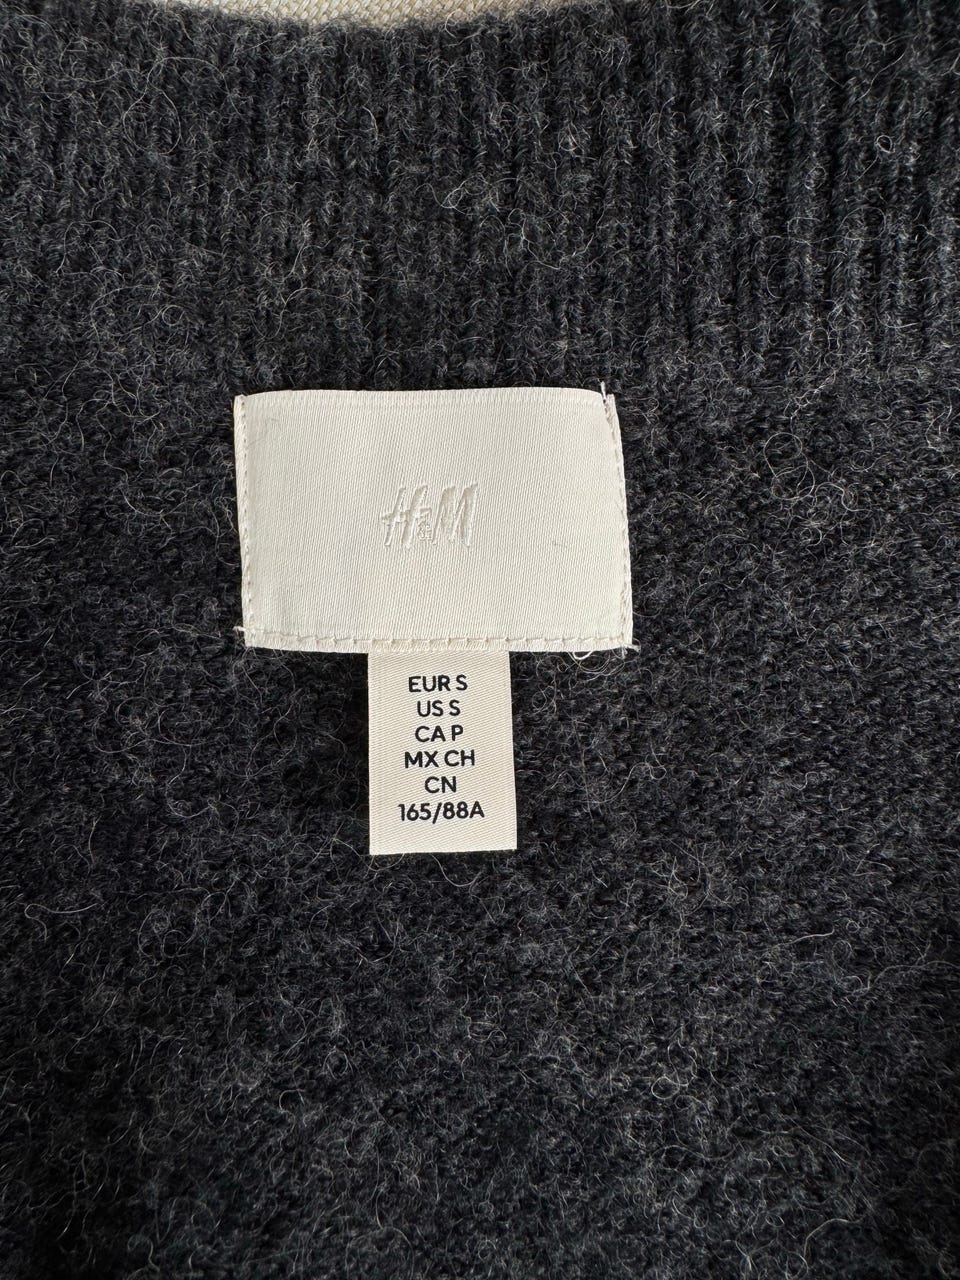 H&M
EUR S
US S
CA P
MX CH
CN
165/88A